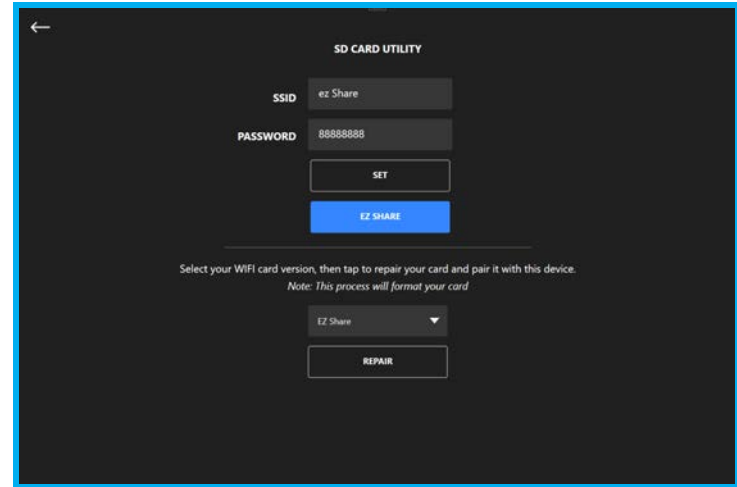 SD CARD UTILITY
SSID
ez Share
PASSWORD
88888888
SET
EZ SHARE
Select your WIFI card version, then tap to repair your card and pair it with this device.
Note: This process will format your card
EZ Share
REPAIR